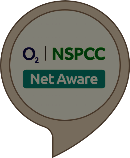 O2 | NSPCC
Net Aware